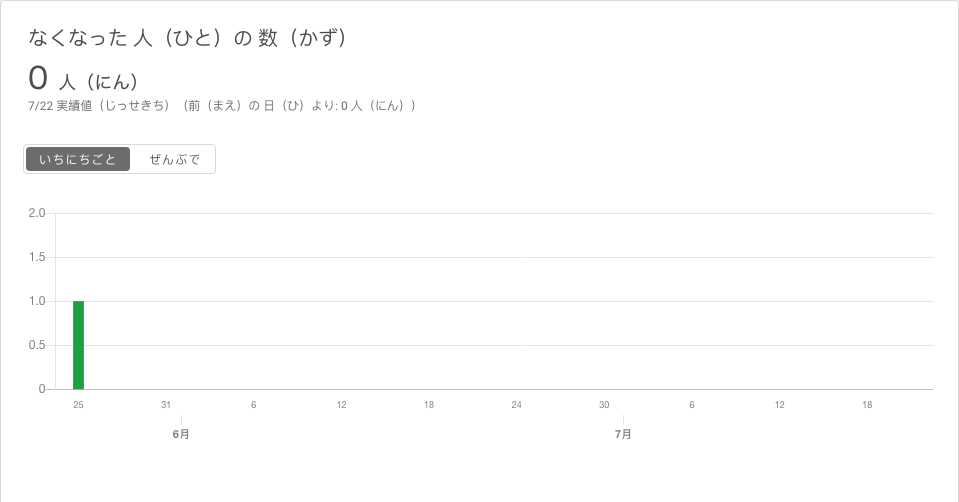 なくなった 人（ひと）の 数（かず）
0 人（にん）
7/22 実績値（じっせきち）（前（まえ）の 日（ひ）より: 0 人（にん））
いちにちごと ぜんぶで
2.0
1.5
1.0
0.5
0
25 31 6 12 18 24 30 6 12 18
6月 7月